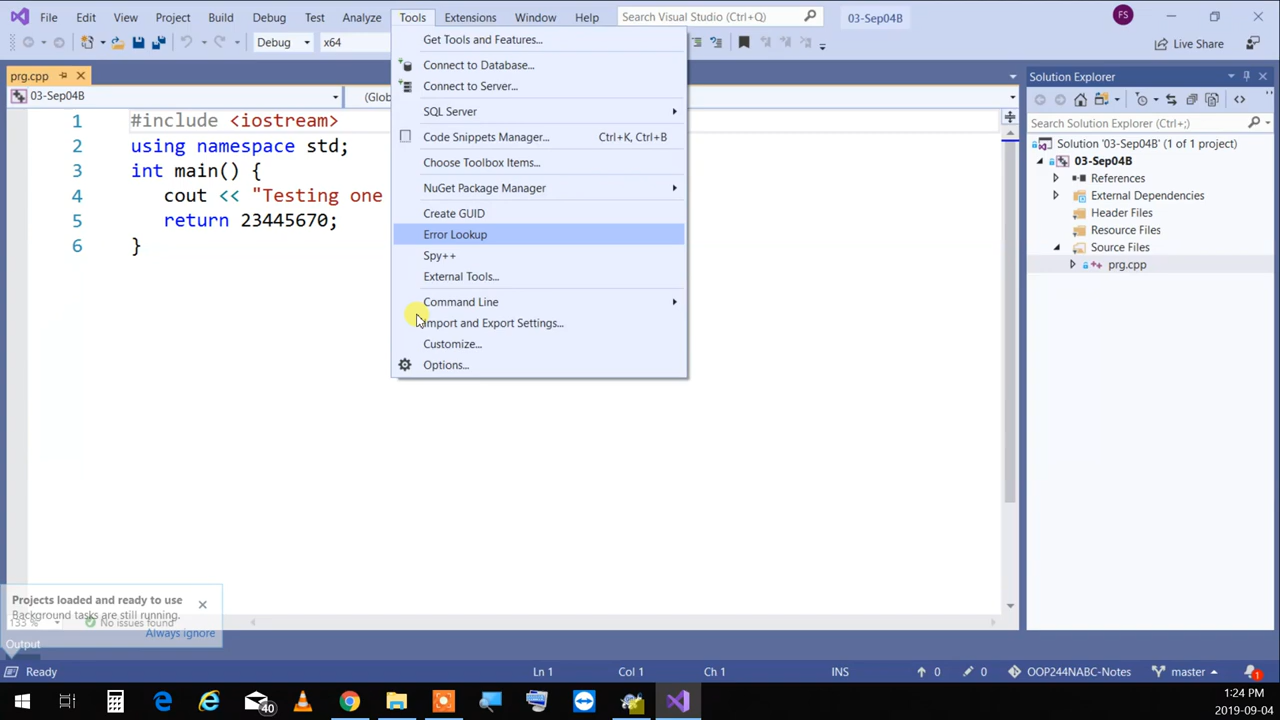 File Edit View Project Build Debug Test Analyze Tools Extensions Window Help Search Visual Studio (Ctrl+Q) 03-Sep04B FS
Debug x64 Live Share
prg.cpp
03-Sep04B (Glob
1 #include <iostream>
2 using namespace std;
3 int main() {
4 cout << "Testing one
5 return 23445670;
6 }
Get Tools and Features...
Connect to Database...
Connect to Server...
SQL Server
Code Snippets Manager... Ctrl+K, Ctrl+B
Choose Toolbox Items...
NuGet Package Manager
Create GUID
Error Lookup
Spy++
External Tools...
Command Line
Import and Export Settings...
Customize...
Options...
Solution Explorer
Search Solution Explorer (Ctrl+;)
Solution '03-Sep04B' (1 of 1 project)
03-Sep04B
References
External Dependencies
Header Files
Resource Files
Source Files
prg.cpp
Projects loaded and ready to use
Background tasks are still running.
133 % No issues found
Always ignore
Output
Ready Ln 1 Col 1 Ch 1 INS 0 0 OOP244NABC-Notes master 1
40
1:24 PM
2019-09-04